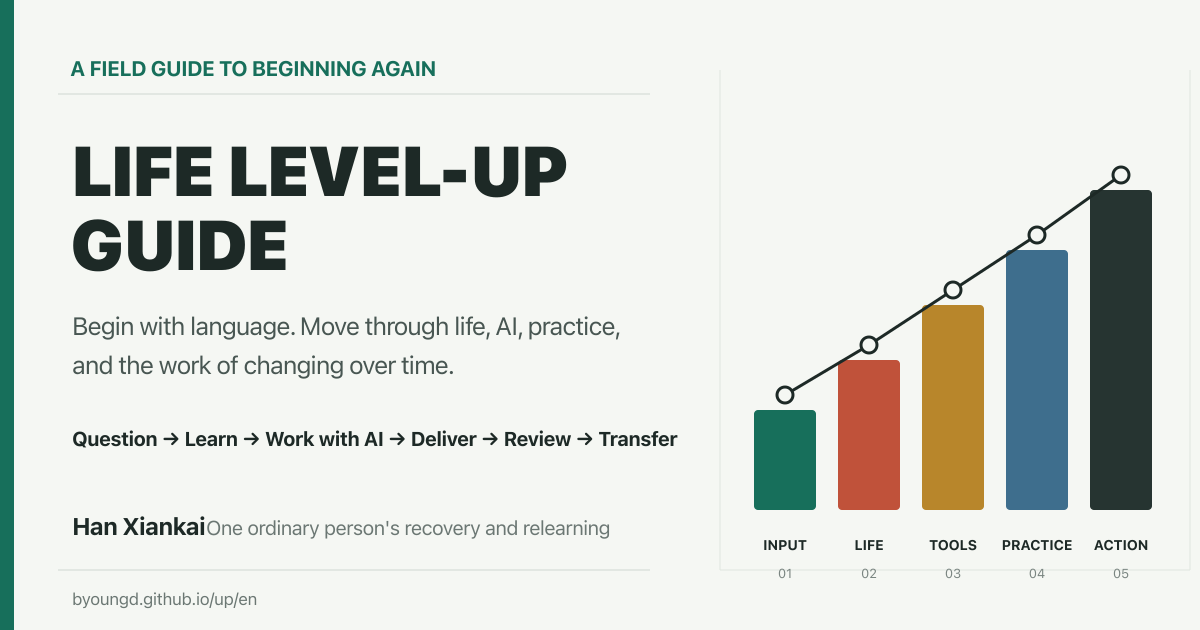 A FIELD GUIDE TO BEGINNING AGAIN
LIFE LEVEL-UP
GUIDE
Begin with language. Move through life, AI, practice,
and the work of changing over time.
Question → Learn → Work with AI → Deliver → Review → Transfer
Han Xiankai One ordinary person's recovery and relearning
byoungd.github.io/up/en
INPUT LIFE TOOLS PRACTICE ACTION
01 02 03 04 05